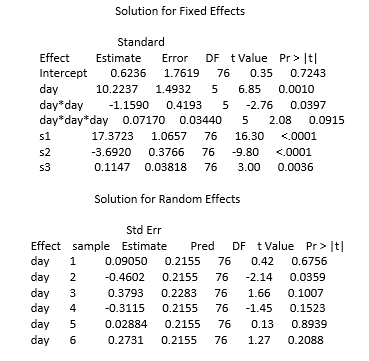 Solution for Fixed Effects
Standard
Effect Estimate Error DF t Value Pr > |t|
Intercept 0.6236 1.7619 76 0.35 0.7243
day 10.2237 1.4932 5 6.85 0.0010
day*day -1.1590 0.4193 5 -2.76 0.0397
day*day*day 0.07170 0.03440 5 2.08 0.0915
s1 17.3723 1.0657 76 16.30 <.0001
s2 -3.6920 0.3766 76 -9.80 <.0001
s3 0.1147 0.03818 76 3.00 0.0036
Solution for Random Effects
Std Err
Effect sample Estimate Pred DF t Value Pr > |t|
day 1 0.09050 0.2155 76 0.42 0.6756
day 2 -0.4602 0.2155 76 -2.14 0.0359
day 3 0.3793 0.2283 76 1.66 0.1007
day 4 -0.3115 0.2155 76 -1.45 0.1523
day 5 0.02884 0.2155 76 0.13 0.8939
day 6 0.2731 0.2155 76 1.27 0.2088